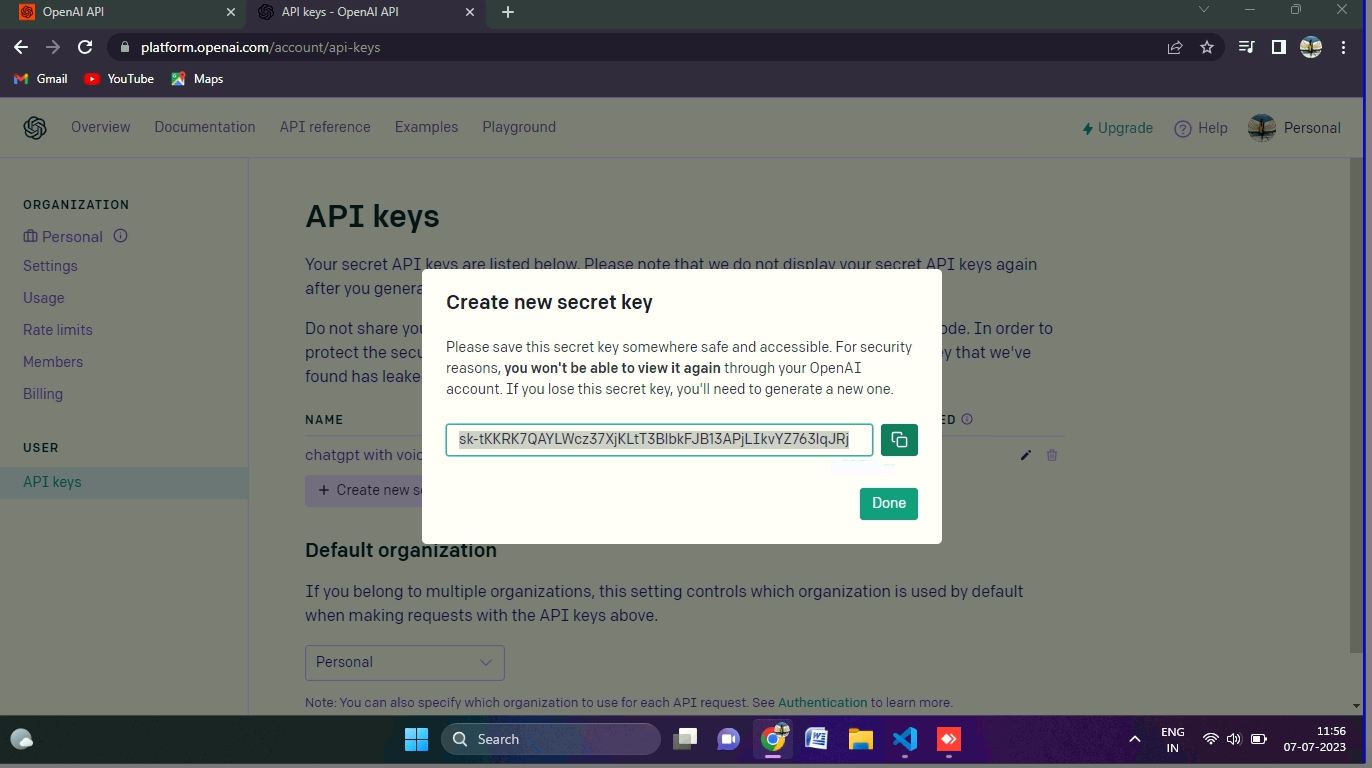 OpenAI API
API keys - OpenAI API
platform.openai.com/account/api-keys
Gmail YouTube Maps
Overview Documentation API reference Examples Playground Upgrade Help Personal
ORGANIZATION
Personal
Settings
Usage
Rate limits
Members
Billing
USER
API keys
API keys
Your secret API keys are listed below. Please note that we do not display your secret API keys again
after you genera
Do not share you ode. In order to
protect the secu y that we've
found has leake
NAME ED
chatgpt with voic
+ Create new se
Create new secret key
Please save this secret key somewhere safe and accessible. For security
reasons, you won't be able to view it again through your OpenAI
account. If you lose this secret key, you'll need to generate a new one.
Done
Default organization
If you belong to multiple organizations, this setting controls which organization is used by default
when making requests with the API keys above.
Personal
Note: You can also specify which organization to use for each API request. See Authentication to learn more.
Search
ENG
IN
11:56
07-07-2023